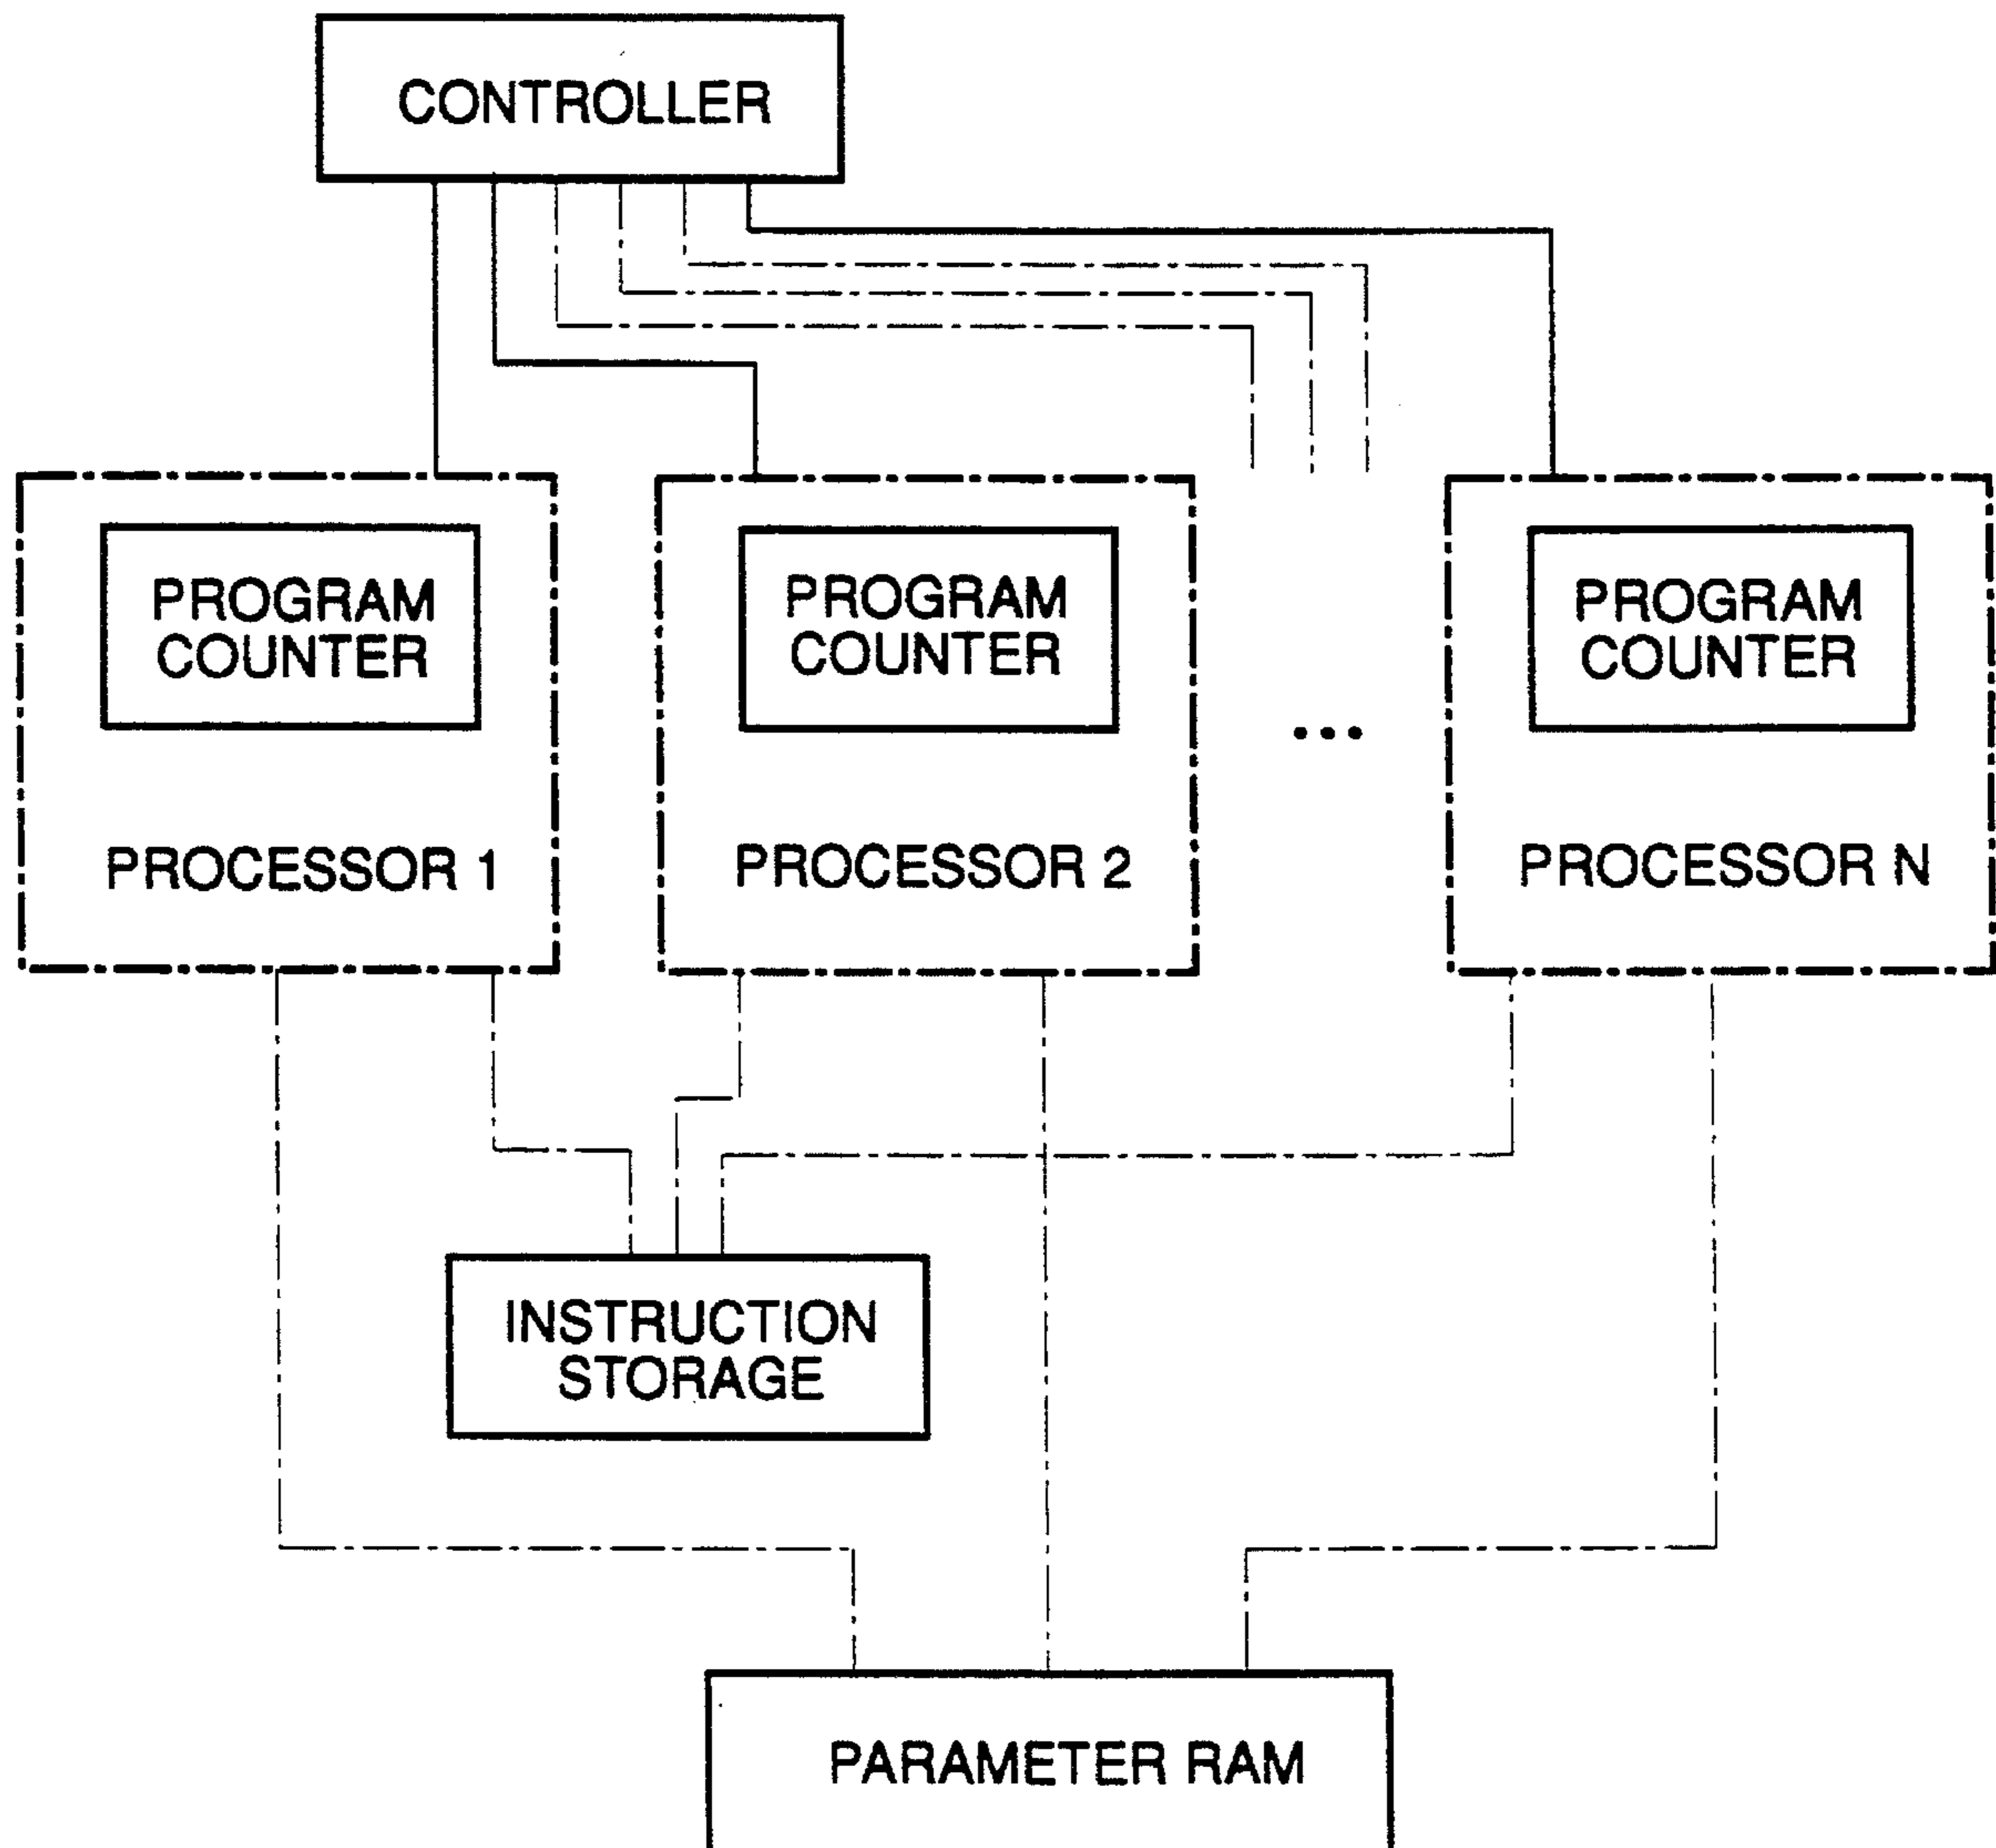 CONTROLLER
PROGRAM
COUNTER
PROCESSOR 1
PROGRAM
COUNTER
PROCESSOR 2
...
PROGRAM
COUNTER
PROCESSOR N
INSTRUCTION
STORAGE
PARAMETER RAM